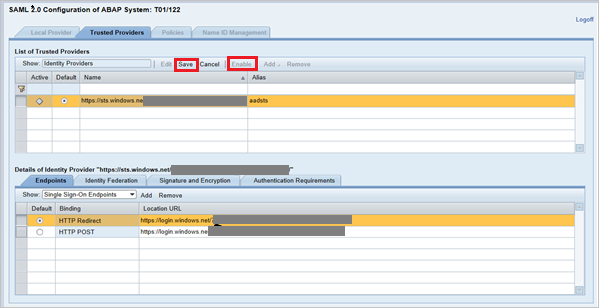 SAML 2.0 Configuration of ABAP System: T01/122
Logoff
Local Provider Trusted Providers Policies Name ID Management
List of Trusted Providers
Show: Identity Providers Edit Save Cancel Enable Add Remove
Active Default Name Alias
https://sts.windows.ne aadsts
Details of Identity Provider "https://sts.windows.net/ /"
Endpoints Identity Federation Signature and Encryption Authentication Requirements
Show: Single Sign-On Endpoints Add Remove
Default Binding Location URL
HTTP Redirect https://login.windows.net/
HTTP POST https://login.windows.ne